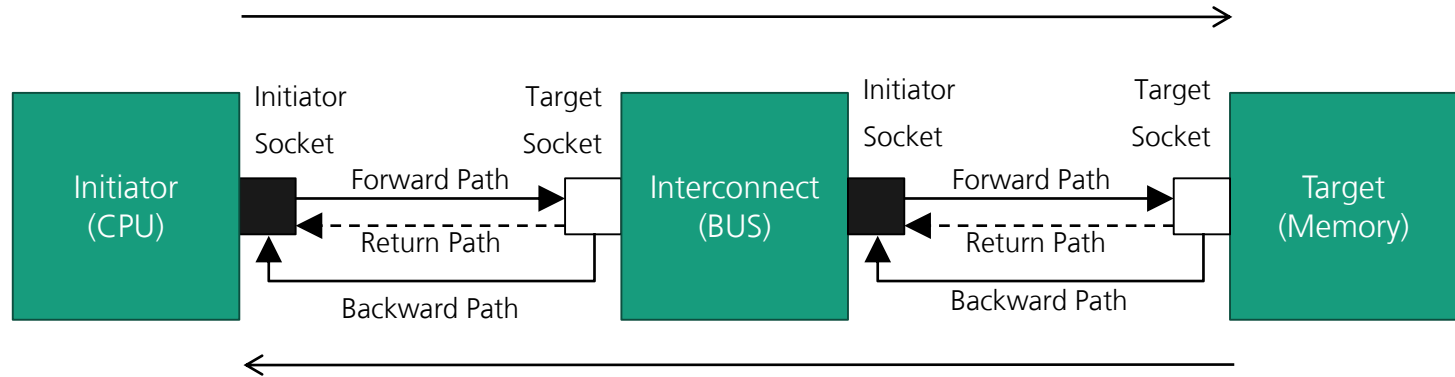 Initiator
Socket
Target
Socket
Initiator
Socket
Target
Socket
Initiator
(CPU)
Forward Path
Return Path
Backward Path
Interconnect
(BUS)
Forward Path
Return Path
Backward Path
Target
(Memory)